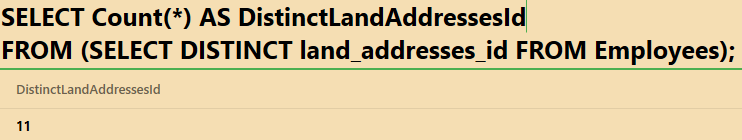 SELECT Count(*) AS DistinctLandAddressesId
FROM (SELECT DISTINCT land_addresses_id FROM Employees);
DistinctLandAddressesId
11